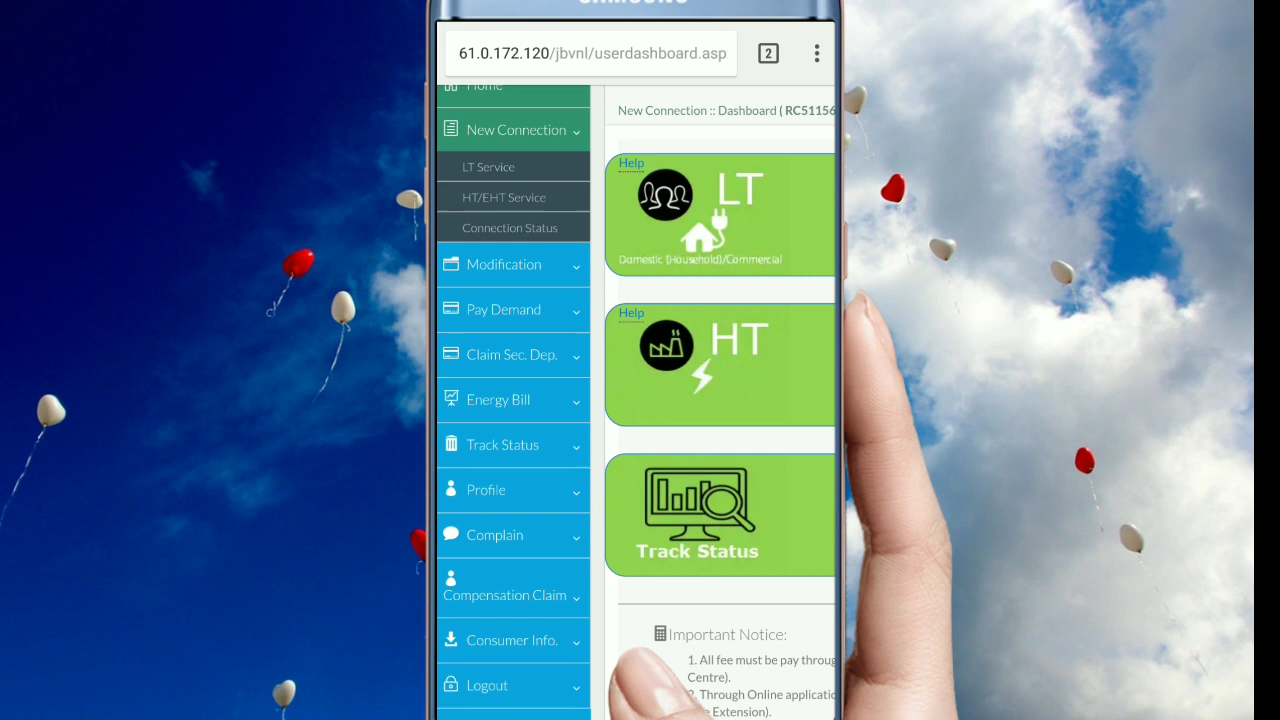 SAMSUNG
61.0.172.120/jbvnl/userdashboard.asp
2
Home
New Connection
LT Service
HT/EHT Service
Connection Status
Modification
Pay Demand
Claim Sec. Dep.
Energy Bill
Track Status
Profile
Complain
Compensation Claim
Consumer Info.
Logout
New Connection :: Dashboard ( RC51156
Help
LT
Domestic (Household)/Commercial
Help
HT
Track Status
Important Notice:
1. All fee must be pay throug
Centre).
2. Through Online applicatio
Extension).